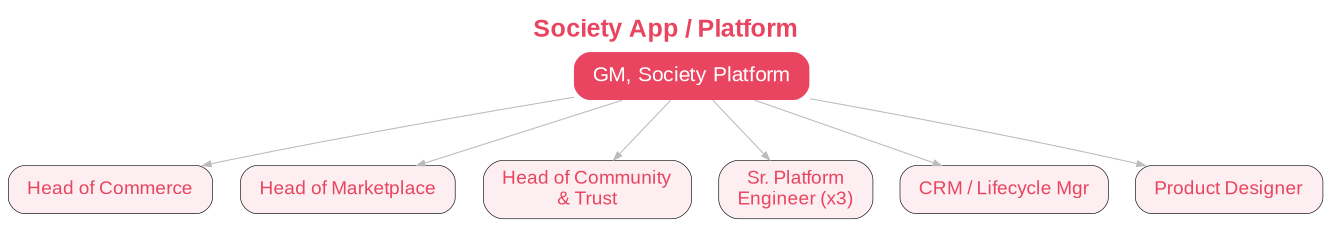 Society App / Platform
GM, Society Platform
Head of Commerce
Head of Marketplace
Head of Community
& Trust
Sr. Platform
Engineer (x3)
CRM / Lifecycle Mgr
Product Designer